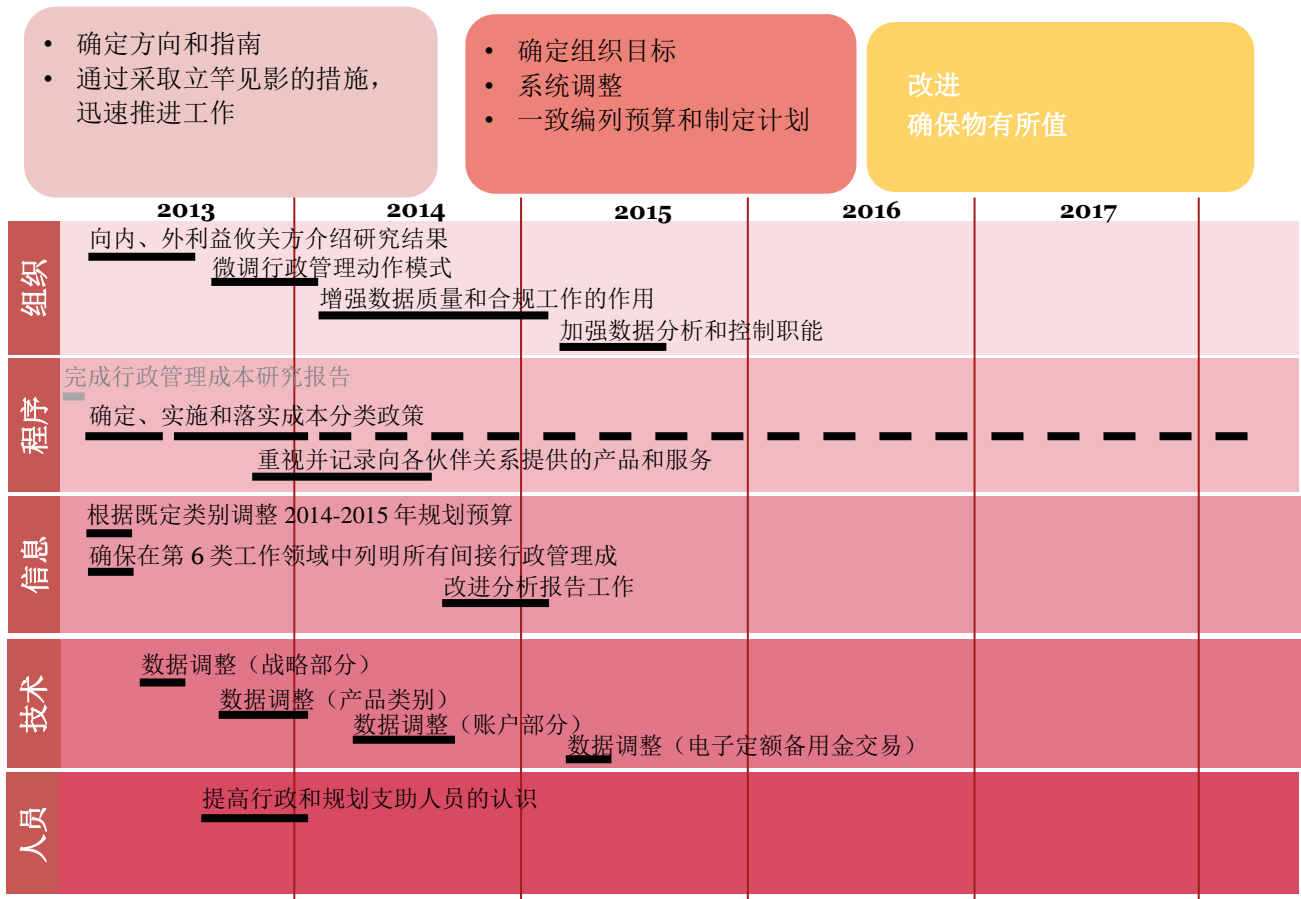 • 确定方向和指南
• 通过采取立竿见影的措施，
迅速推进工作
• 确定组织目标
• 系统调整
• 一致编列预算和制定计划
改进
确保物有所值
2013 2014 2015 2016 2017
组织
向内、外利益攸关方介绍研究结果
微调行政管理动作模式
增强数据质量和合规工作的作用
加强数据分析和控制职能
程序
完成行政管理成本研究报告
确定、实施和落实成本分类政策
重视并记录向各伙伴关系提供的产品和服务
信息
根据既定类别调整 2014-2015 年规划预算
确保在第 6 类工作领域中列明所有间接行政管理成
改进分析报告工作
技术
数据调整（战略部分）
数据调整（产品类别）
数据调整（账户部分）
数据调整（电子定额备用金交易）
人员
提高行政和规划支助人员的认识